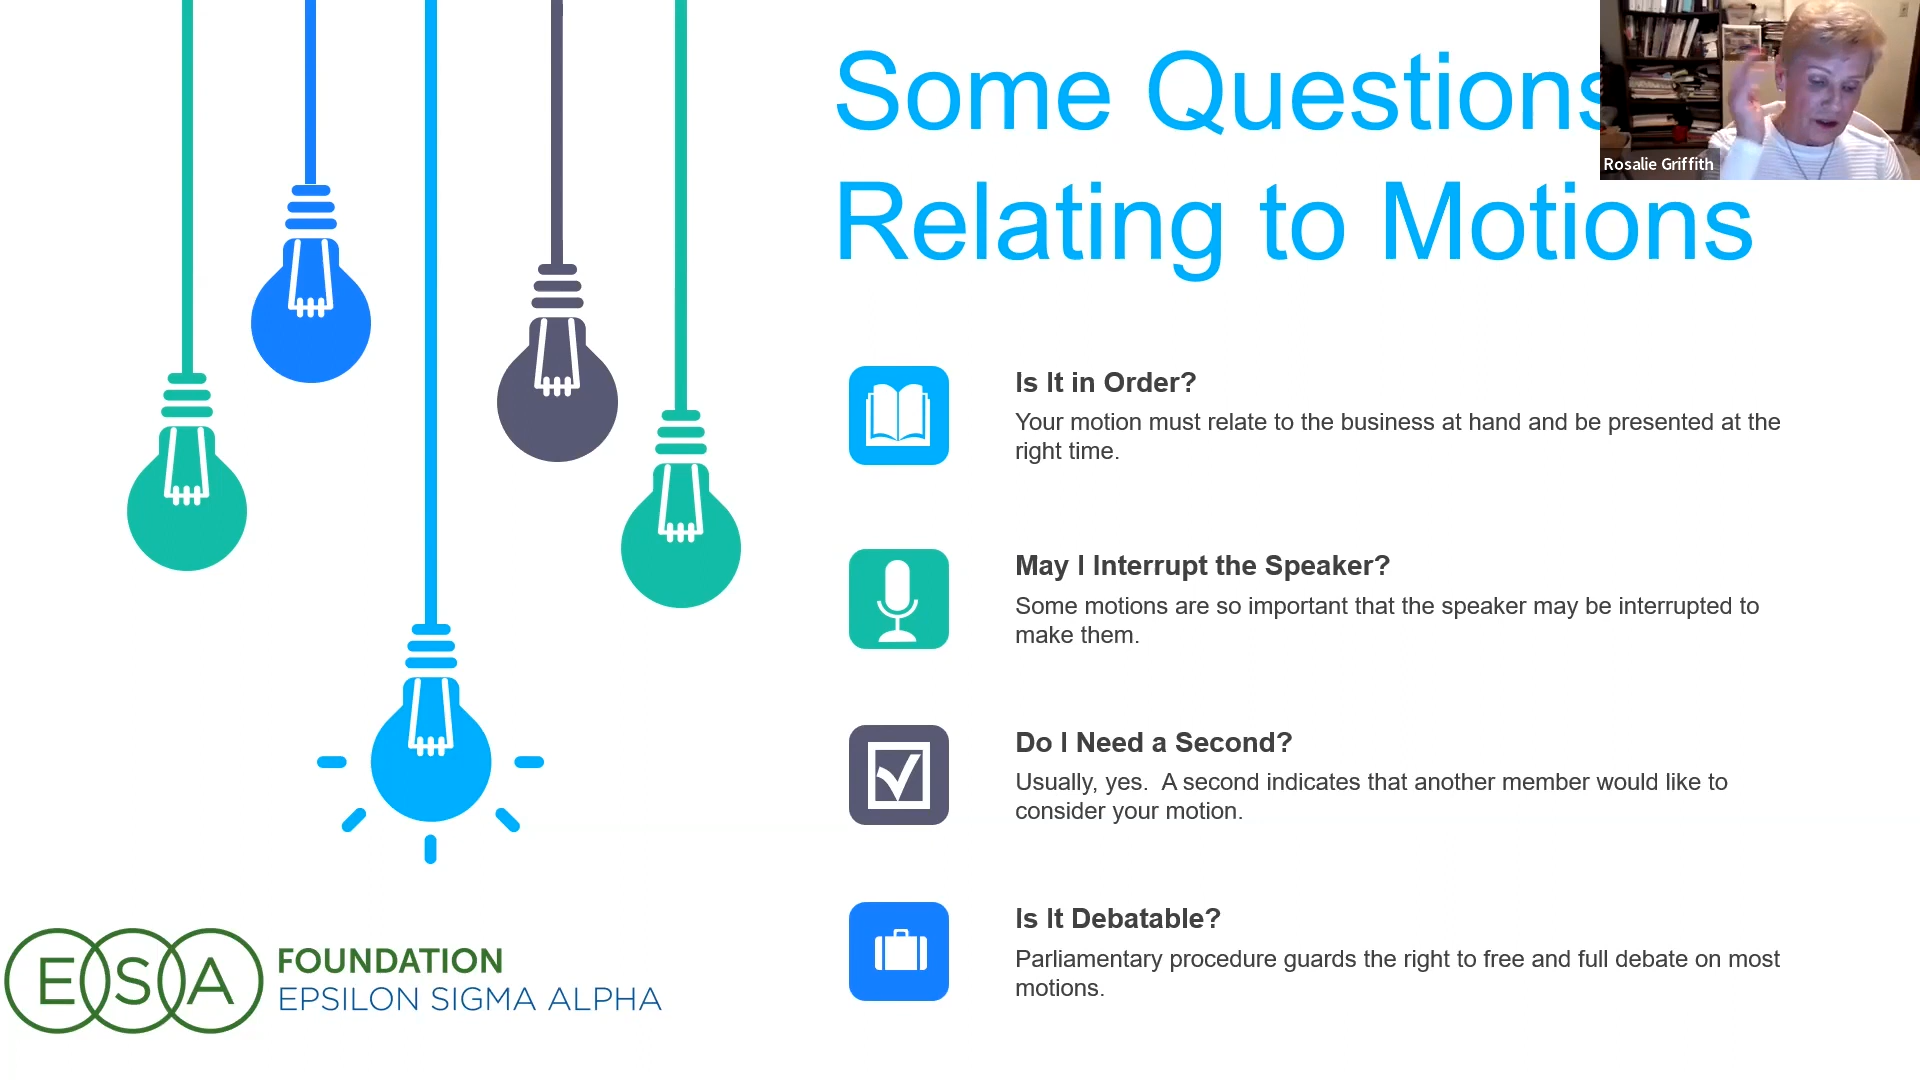 Some Questions
Relating to Motions
Rosalie Griffith
Is It in Order?
Your motion must relate to the business at hand and be presented at the
right time.
May I Interrupt the Speaker?
Some motions are so important that the speaker may be interrupted to
make them.
Do I Need a Second?
Usually, yes.  A second indicates that another member would like to
consider your motion.
Is It Debatable?
Parliamentary procedure guards the right to free and full debate on most
motions.
ESA
FOUNDATION
EPSILON SIGMA ALPHA